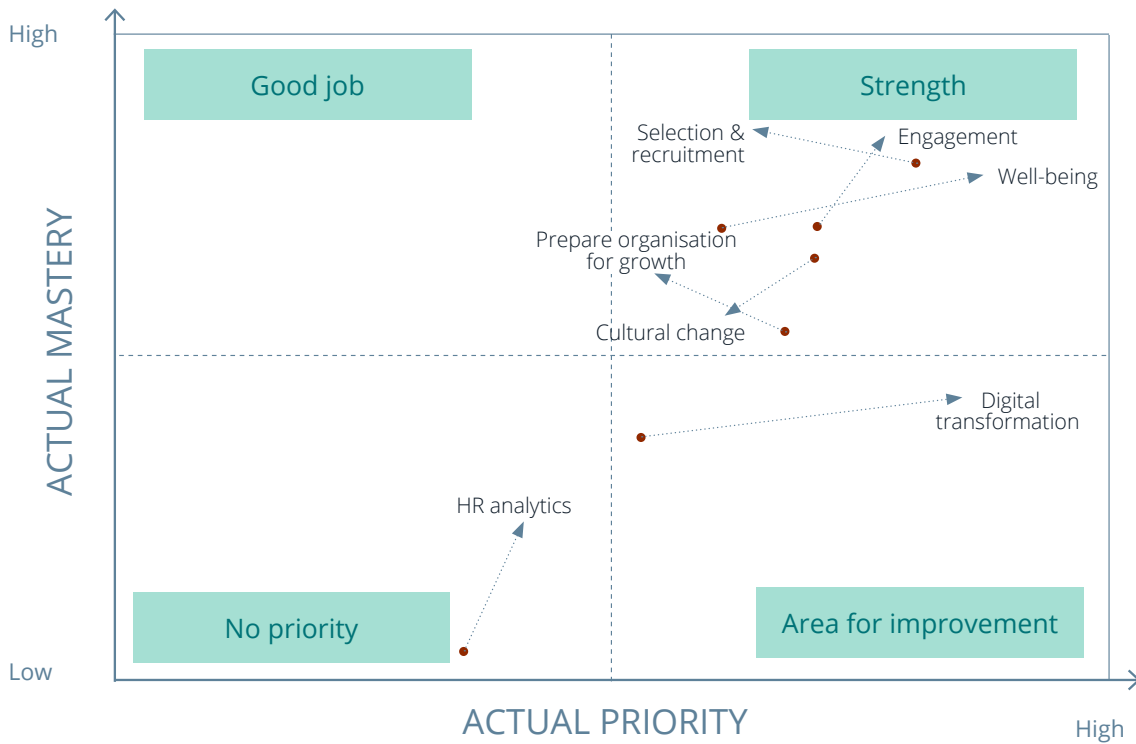 High
Good job
Strength
Selection &
recruitment
Engagement
Well-being
Prepare organisation
for growth
Cultural change
ACTUAL MASTERY
Digital
transformation
HR analytics
No priority
Area for improvement
Low
ACTUAL PRIORITY
High